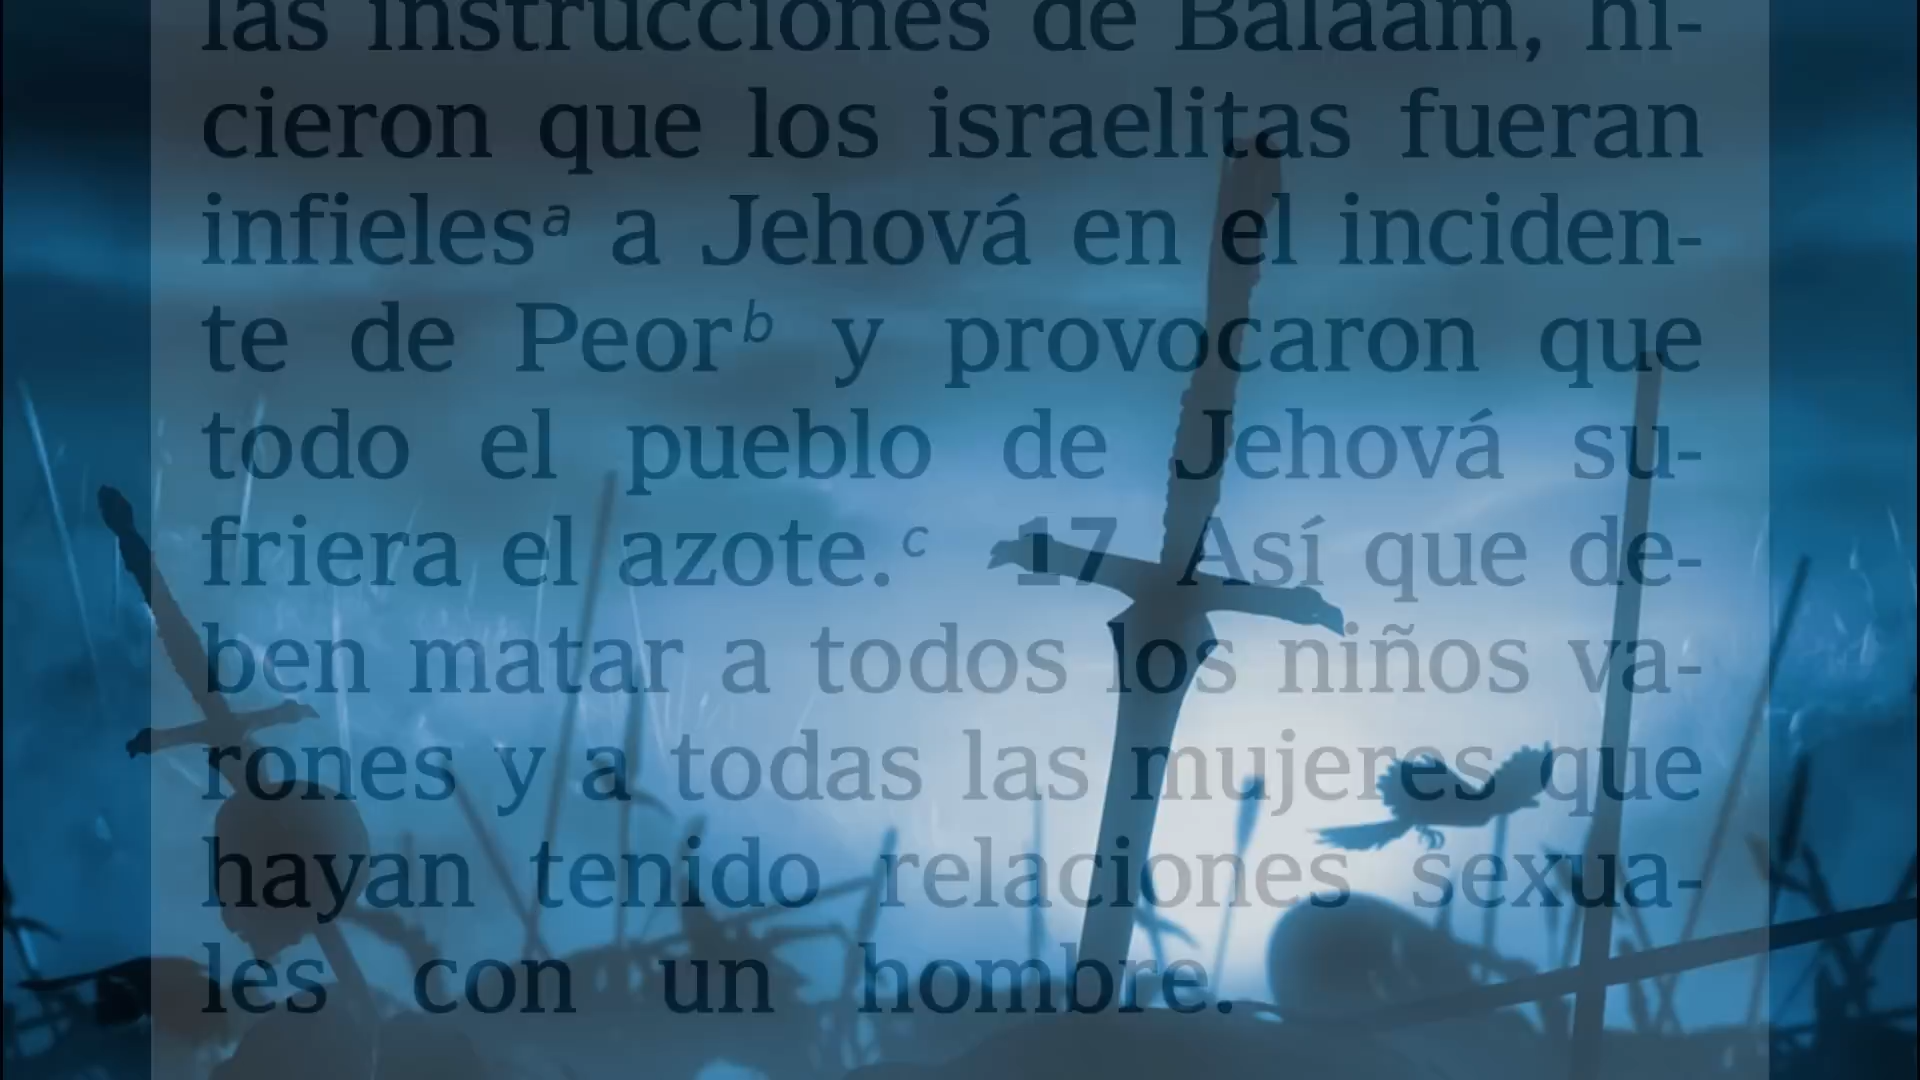 las instrucciones de Balaam, hi-
cieron que los israelitas fueran
infielesᵃ a Jehová en el inciden-
te de Peorᵇ y provocaron que
todo el pueblo de Jehová su-
friera el azote.ᶜ 17 Así que de-
ben matar a todos los niños va-
rones y a todas las mujeres que
hayan tenido relaciones sexua-
les con un hombre.